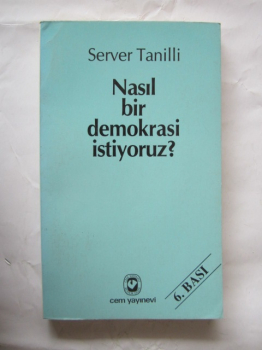 Server Tanilli
Nasıl
bir
demokrasi
istiyoruz?
6. BASI
cem yayınevi